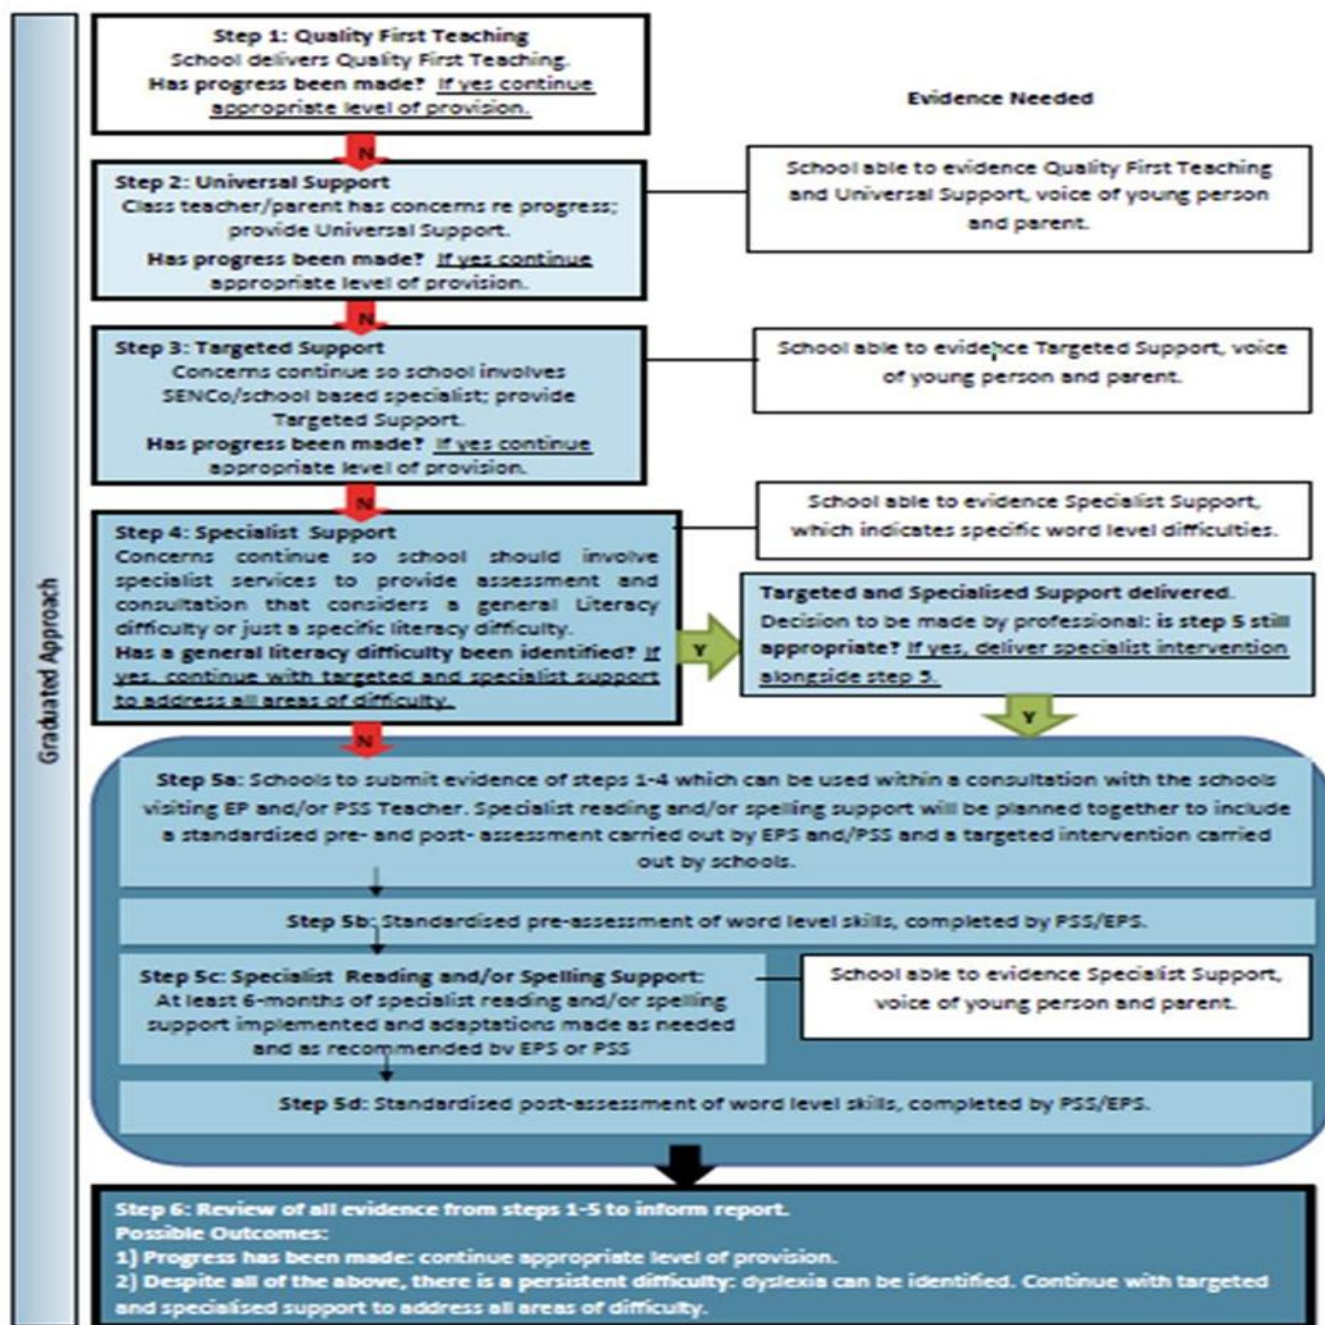 Graduated Approach
Step 1: Quality First Teaching
School delivers Quality First Teaching.
Has progress been made? If yes continue
appropriate level of provision.
Evidence Needed
N
Step 2: Universal Support
Class teacher/parent has concerns re progress;
provide Universal Support.
Has progress been made? If yes continue
appropriate level of provision.
School able to evidence Quality First Teaching
and Universal Support, voice of young person
and parent.
N
Step 3: Targeted Support
Concerns continue so school involves
SENCo/school based specialist; provide
Targeted Support.
Has progress been made? If yes continue
appropriate level of provision.
School able to evidence Targeted Support, voice
of young person and parent.
N
Step 4: Specialist Support
Concerns continue so school should involve
specialist services to provide assessment and
consultation that considers a general Literacy
difficulty or just a specific literacy difficulty.
Has a general literacy difficulty been identified? If
yes, continue with targeted and specialist support
to address all areas of difficulty.
School able to evidence Specialist Support,
which indicates specific word level difficulties.
Y
Targeted and Specialised Support delivered.
Decision to be made by professional: is step 5 still
appropriate? If yes, deliver specialist intervention
alongside step 5.
Y
N
Step 5a: Schools to submit evidence of steps 1-4 which can be used within a consultation with the schools
visiting EP and/or PSS Teacher. Specialist reading and/or spelling support will be planned together to include
a standardised pre- and post- assessment carried out by EPS and/PSS and a targeted intervention carried
out by schools.
Step 5b: Standardised pre-assessment of word level skills, completed by PSS/EPS.
Step 5c: Specialist Reading and/or Spelling Support:
At least 6-months of specialist reading and/or spelling
support implemented and adaptations made as needed
and as recommended by EPS or PSS
School able to evidence Specialist Support,
voice of young person and parent.
Step 5d: Standardised post-assessment of word level skills, completed by PSS/EPS.
Step 6: Review of all evidence from steps 1-5 to inform report.
Possible Outcomes:
1) Progress has been made: continue appropriate level of provision.
2) Despite all of the above, there is a persistent difficulty: dyslexia can be identified. Continue with targeted
and specialised support to address all areas of difficulty.